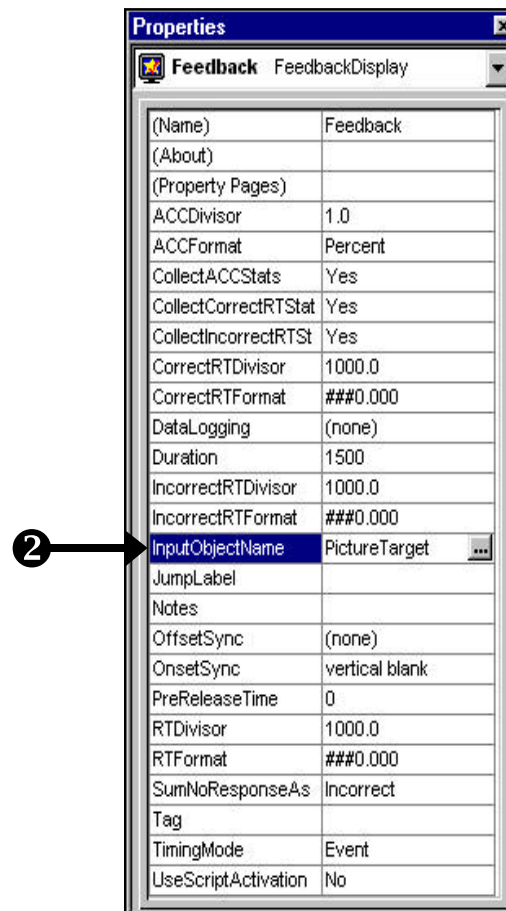 Properties
Feedback FeedbackDisplay
(Name) Feedback
(About)
(Property Pages)
ACCDivisor 1.0
ACCFormat Percent
CollectACCStats Yes
CollectCorrectRTStat Yes
CollectIncorrectRTSt Yes
CorrectRTDivisor 1000.0
CorrectRTFormat ###0.000
DataLogging (none)
Duration 1500
IncorrectRTDivisor 1000.0
IncorrectRTFormat ###0.000
2 InputObjectName PictureTarget ...
JumpLabel
Notes
OffsetSync (none)
OnsetSync vertical blank
PreReleaseTime 0
RTDivisor 1000.0
RTFormat ###0.000
SumNoResponseAs Incorrect
Tag
TimingMode Event
UseScriptActivation No